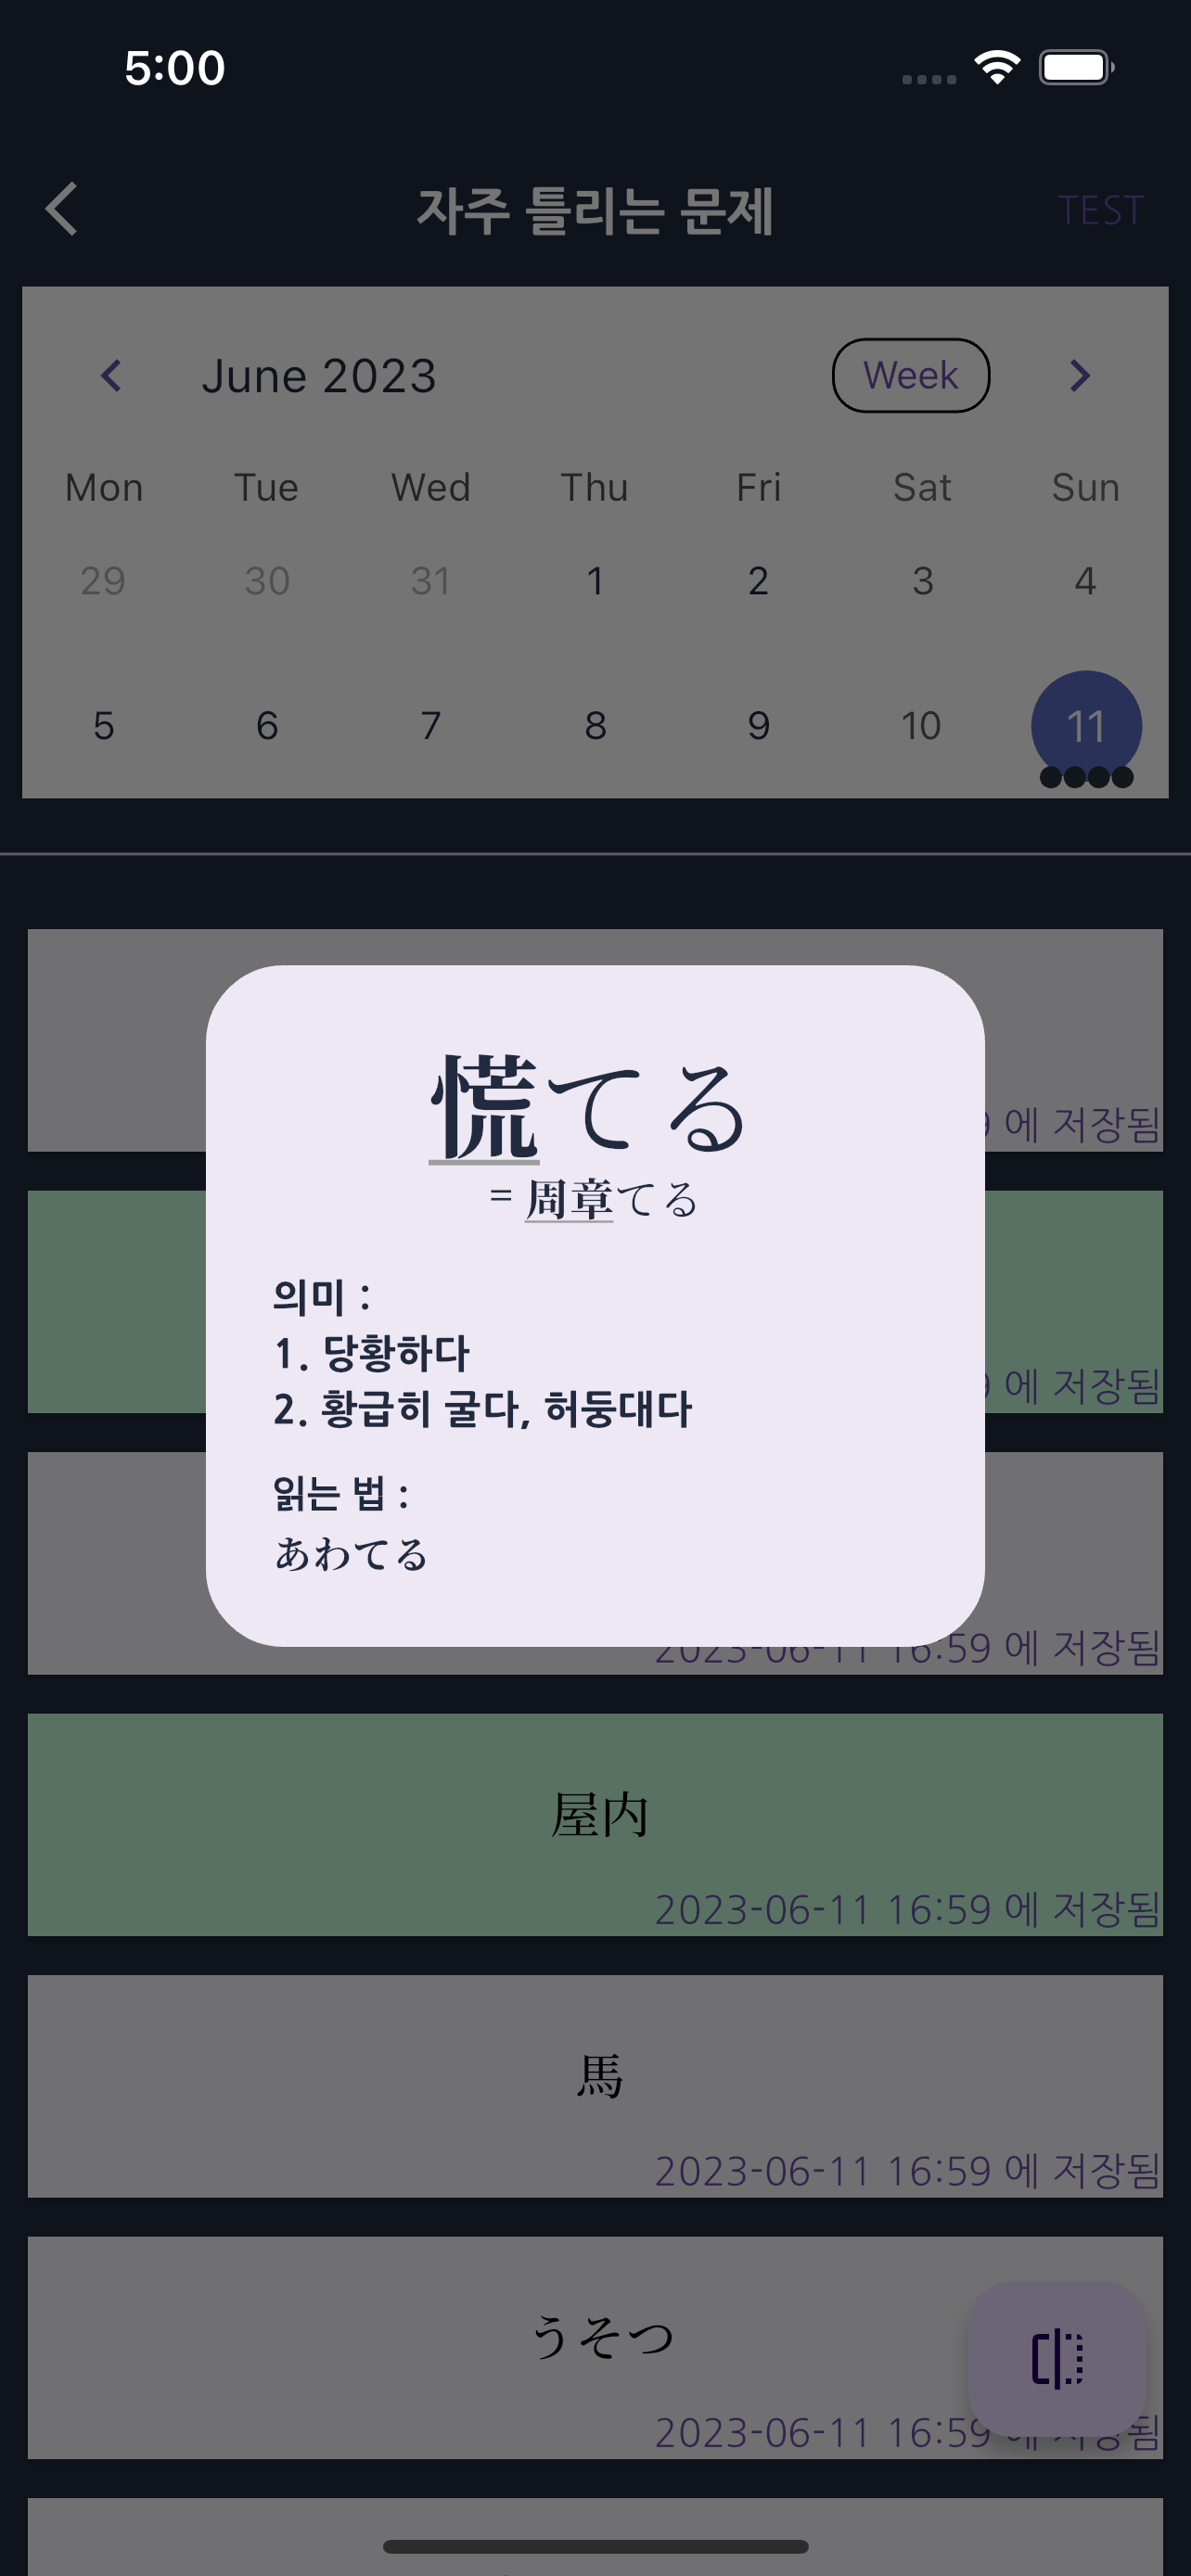 5:00
자주 틀리는 문제
TEST
June 2023
Week
Mon Tue Wed Thu Fri Sat Sun
29 30 31 1 2 3 4
5 6 7 8 9 10 11
에 저장됨
慌てる
= 周章てる
에 저장됨
의미 :
1. 당황하다
2. 황급히 굴다, 허둥대다
읽는 법 :
あわてる
2023-06-11 16:59 에 저장됨
屋内
2023-06-11 16:59 에 저장됨
馬
2023-06-11 16:59 에 저장됨
うそつ
2023-06-11 16:59 에 저장됨